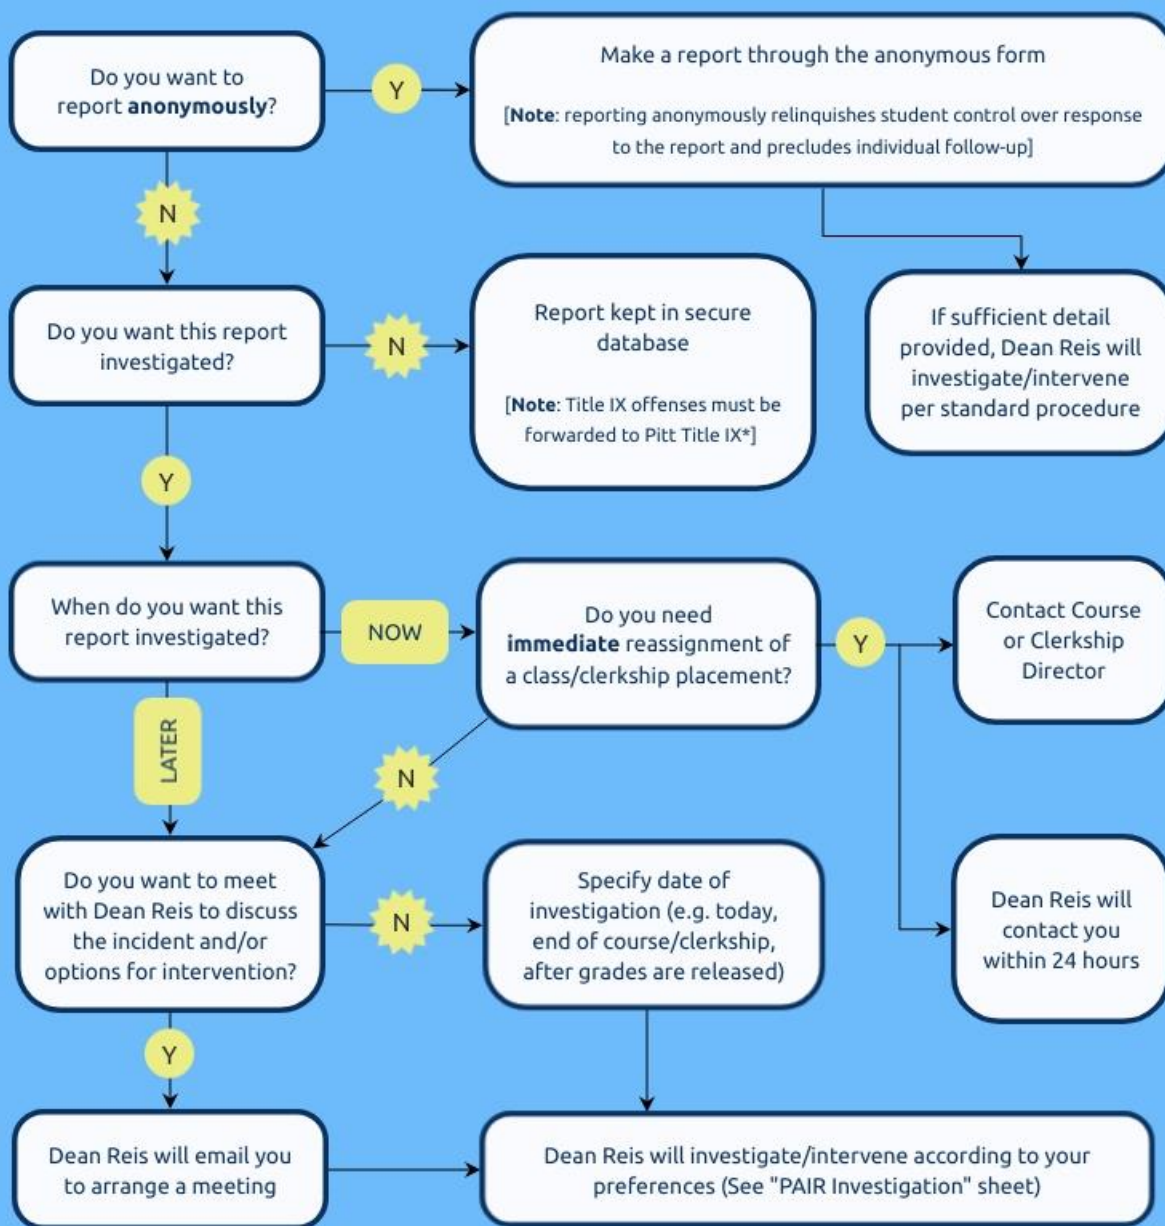 Do you want to
report anonymously?
Y
Make a report through the anonymous form
[Note: reporting anonymously relinquishes student control over response
to the report and precludes individual follow-up]
N
Do you want this report
investigated?
N
Report kept in secure
database
[Note: Title IX offenses must be
forwarded to Pitt Title IX*]
If sufficient detail
provided, Dean Reis will
investigate/intervene
per standard procedure
Y
When do you want this
report investigated?
NOW
Do you need
immediate reassignment of
a class/clerkship placement?
Y
Contact Course
or Clerkship
Director
LATER
N
Do you want to meet
with Dean Reis to discuss
the incident and/or
options for intervention?
N
Specify date of
investigation (e.g. today,
end of course/clerkship,
after grades are released)
Dean Reis will
contact you
within 24 hours
Y
Dean Reis will email you
to arrange a meeting
Dean Reis will investigate/intervene according to your
preferences (See "PAIR Investigation" sheet)